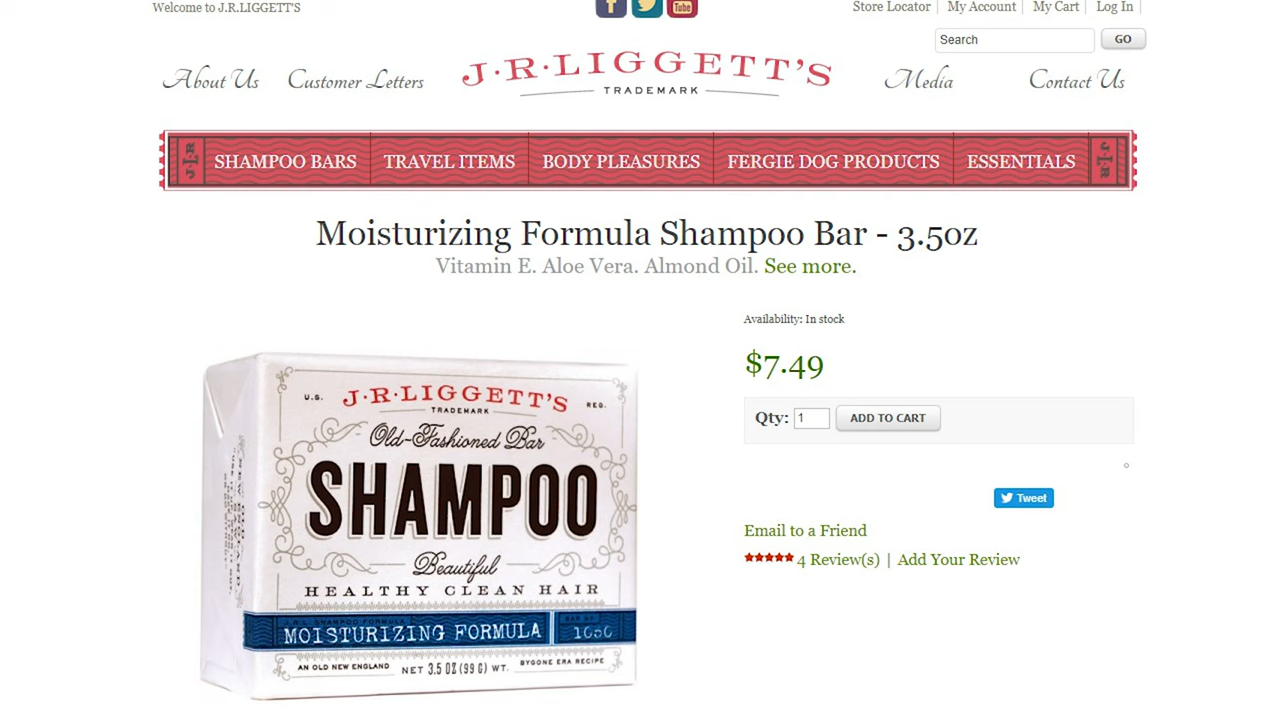 Welcome to J.R.LIGGETT'S
Store Locator My Account My Cart Log In
You Tube
Search GO
About Us Customer Letters J·R·LIGGETT'S Media Contact Us
TRADEMARK
J·L·R SHAMPOO BARS TRAVEL ITEMS BODY PLEASURES FERGIE DOG PRODUCTS ESSENTIALS J·L·R
Moisturizing Formula Shampoo Bar - 3.5oz
Vitamin E. Aloe Vera. Almond Oil. See more.
Availability: In stock
$7.49
Qty: 1 ADD TO CART
Tweet
Email to a Friend
4 Review(s) | Add Your Review
U.S. J·R·LIGGETT'S REG.
TRADEMARK
Old-Fashioned Bar
SHAMPOO
Beautiful
HEALTHY CLEAN HAIR
J.R.L. SHAMPOO FORMULA
MOISTURIZING FORMULA
AN OLD NEW ENGLAND NET 3.5 OZ (99 G) WT. BYGONE ERA RECIPE